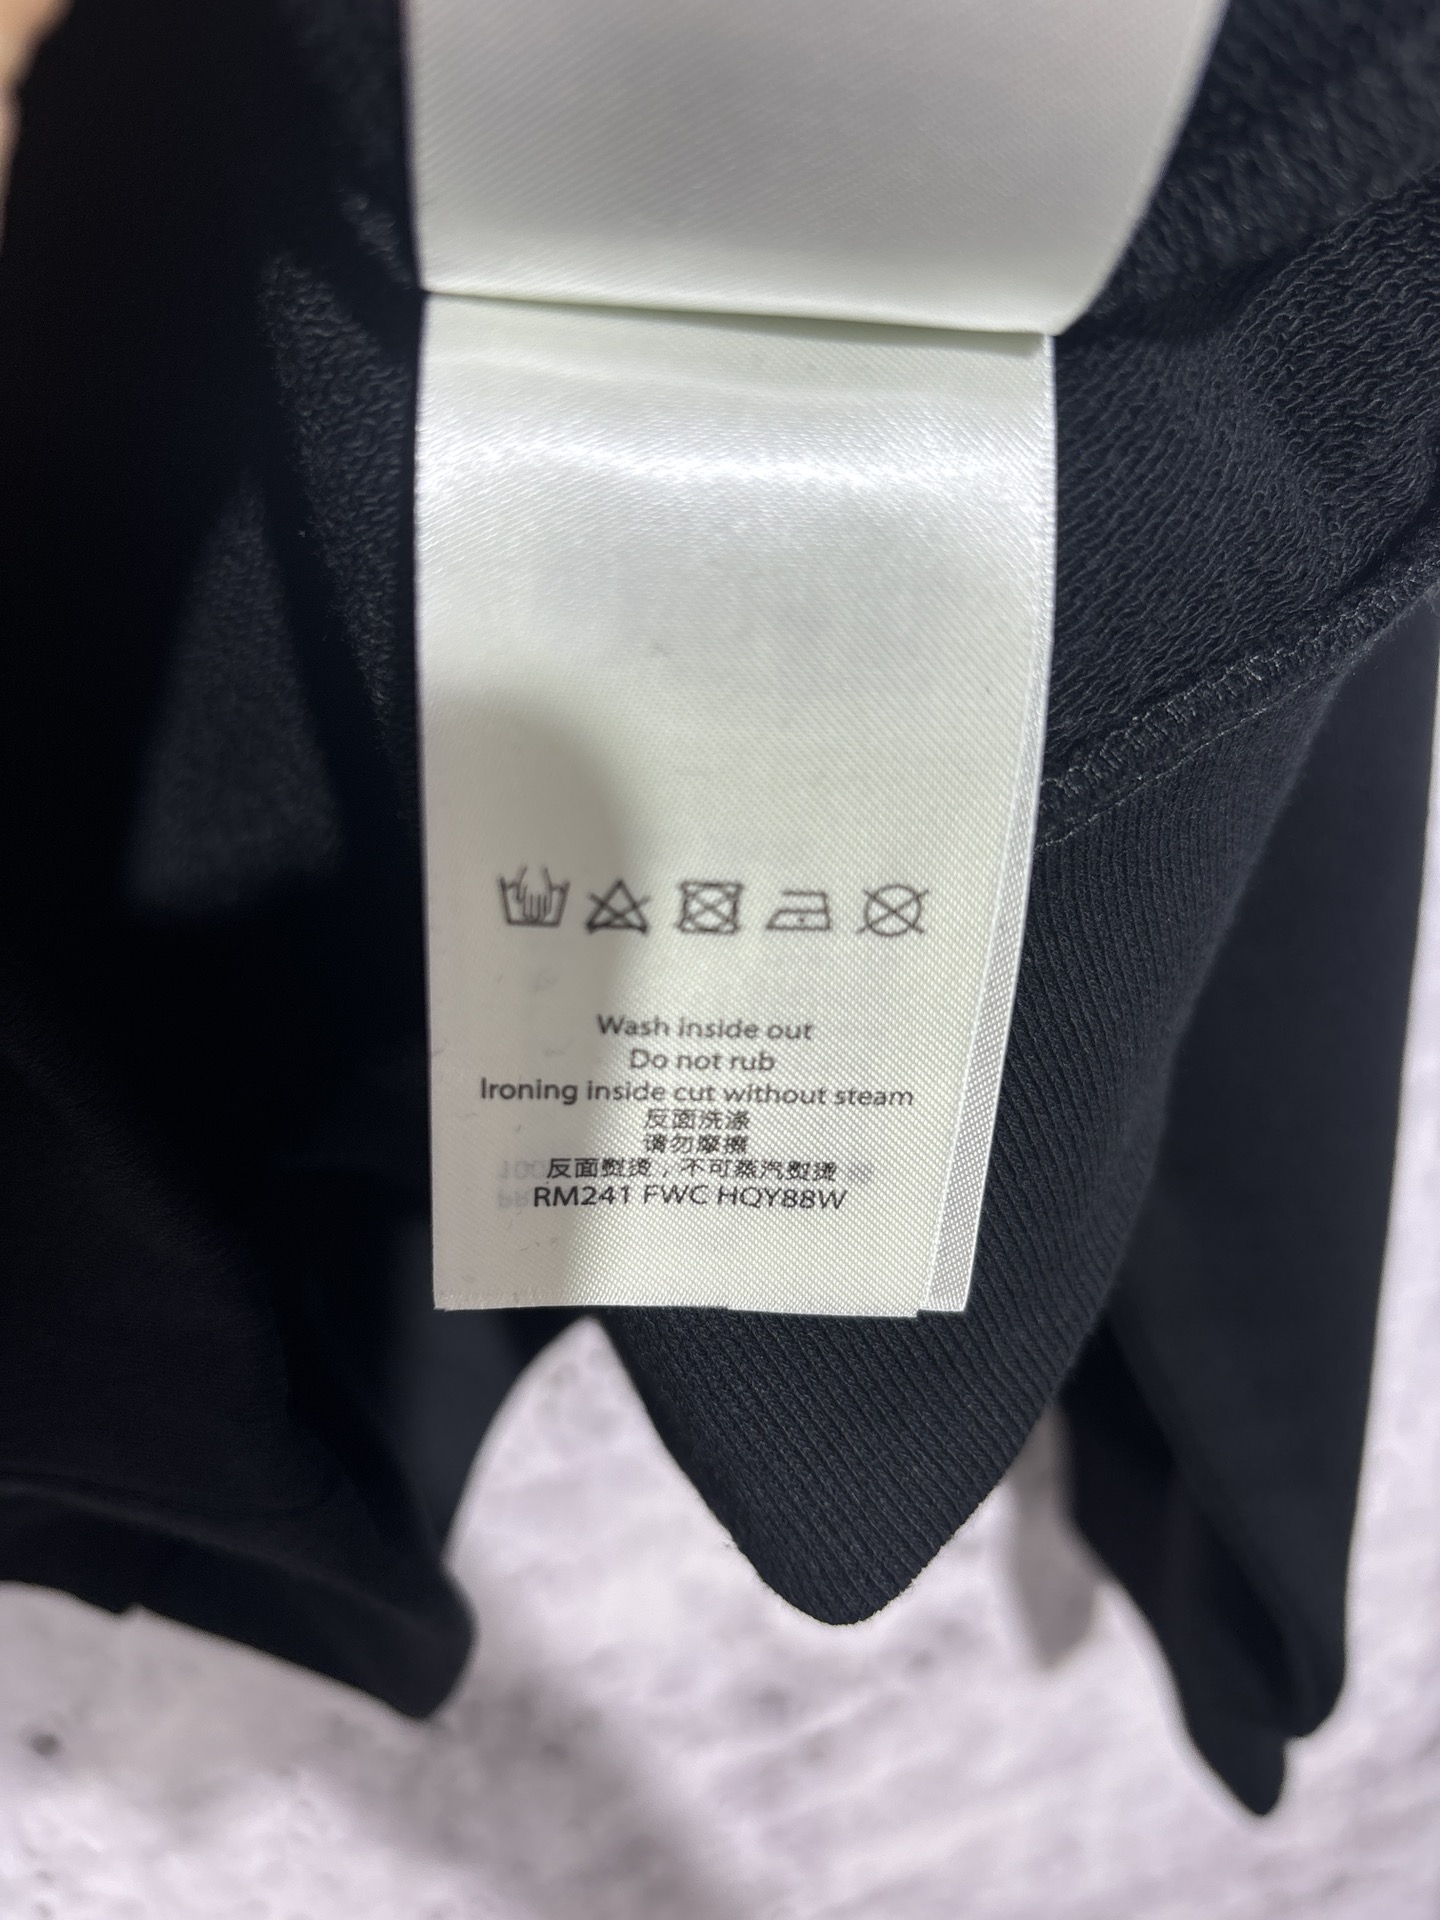 Wash inside out
Do not rub
Ironing inside cut without steam
反面洗涤
请勿摩擦
反面熨烫，不可蒸汽熨烫
RM241 FWC HQY88W